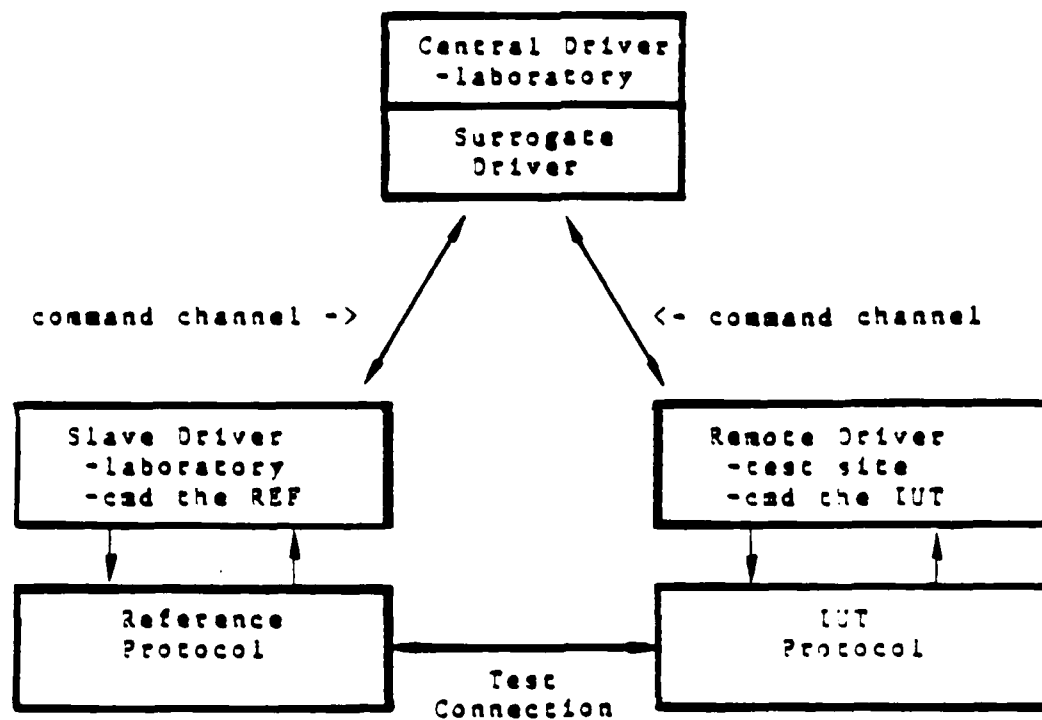 Central Driver
-laboratory
Surrogate
Driver
command channel ->
<- command channel
Slave Driver
-laboratory
-cmd the REF
Remote Driver
-test site
-cmd the IUT
Reference
Protocol
IUT
Protocol
Test
Connection